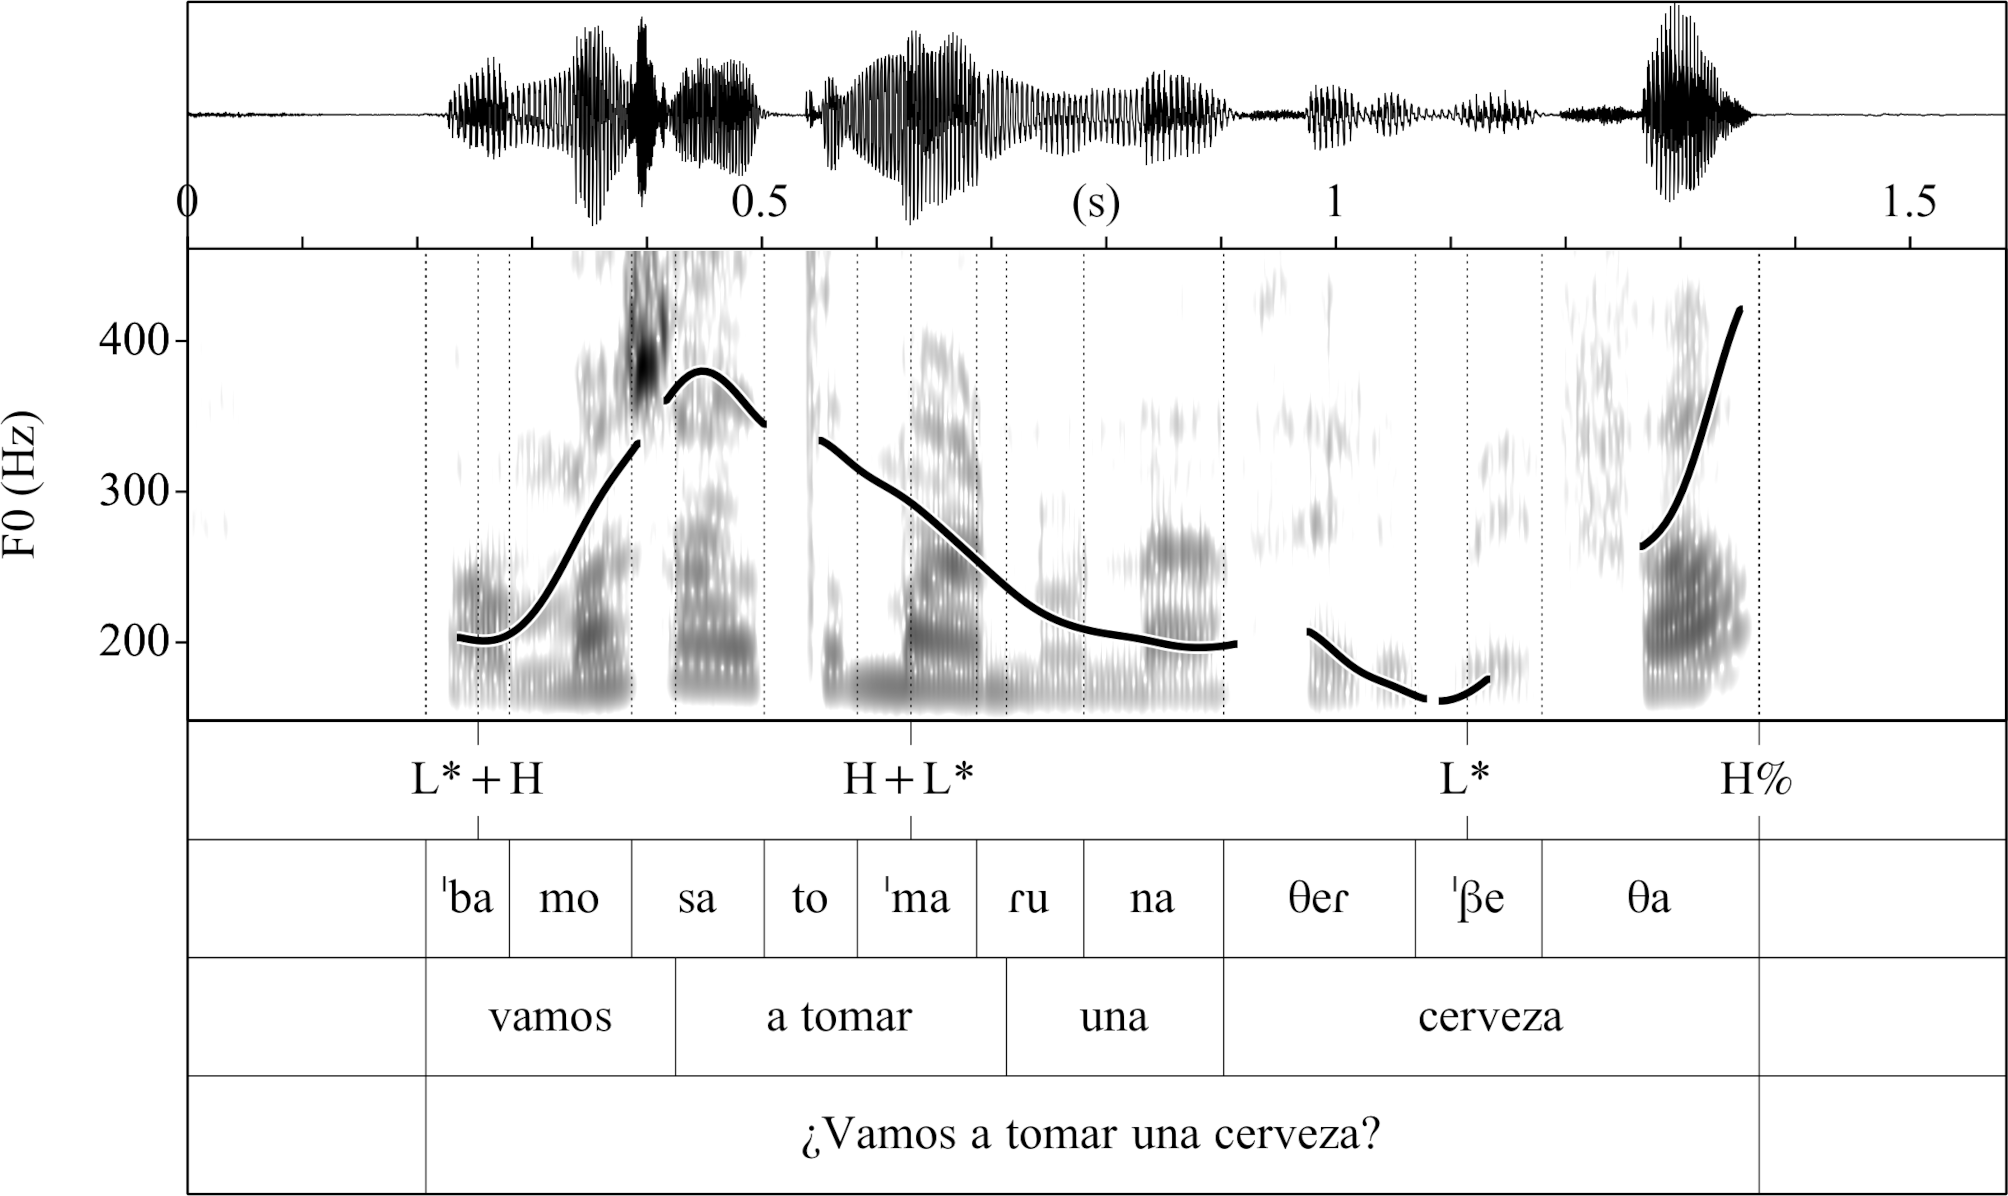 0 0.5 (s) 1 1.5
F0 (Hz)
400
300
200
L*+H H+L* L* H%
ˈba mo sa to ˈma ɾu na θeɾ ˈβe θa
vamos a tomar una cerveza
¿Vamos a tomar una cerveza?